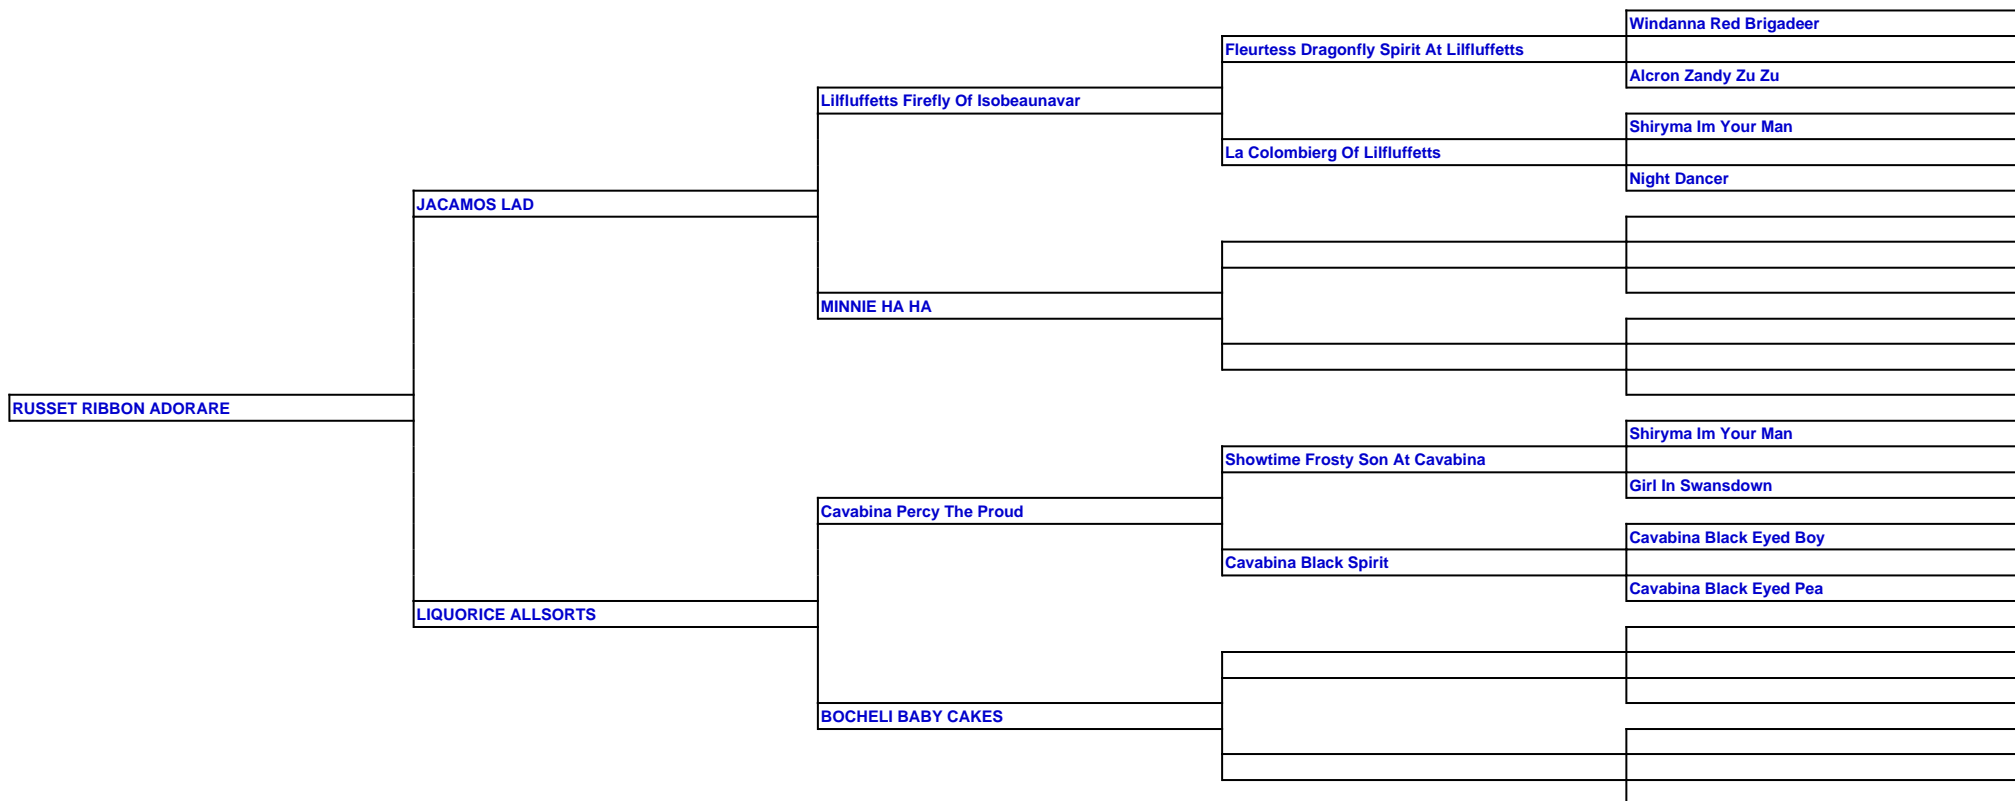 Windanna Red Brigadeer
Fleurtess Dragonfly Spirit At Lilfluffetts
Alcron Zandy Zu Zu
Lilfluffetts Firefly Of Isobeaunavar
Shiryma Im Your Man
La Colombierg Of Lilfluffetts
Night Dancer
JACAMOS LAD
MINNIE HA HA
RUSSET RIBBON ADORARE
Shiryma Im Your Man
Showtime Frosty Son At Cavabina
Girl In Swansdown
Cavabina Percy The Proud
Cavabina Black Eyed Boy
Cavabina Black Spirit
Cavabina Black Eyed Pea
LIQUORICE ALLSORTS
BOCHELI BABY CAKES